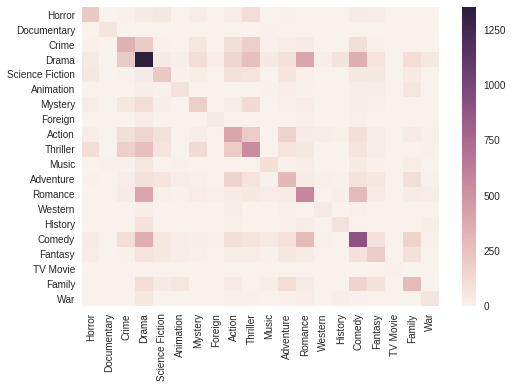 Horror
Documentary
Crime
Drama
Science Fiction
Animation
Mystery
Foreign
Action
Thriller
Music
Adventure
Romance
Western
History
Comedy
Fantasy
TV Movie
Family
War
Horror
Documentary
Crime
Drama
Science Fiction
Animation
Mystery
Foreign
Action
Thriller
Music
Adventure
Romance
Western
History
Comedy
Fantasy
TV Movie
Family
War
1250
1000
750
500
250
0